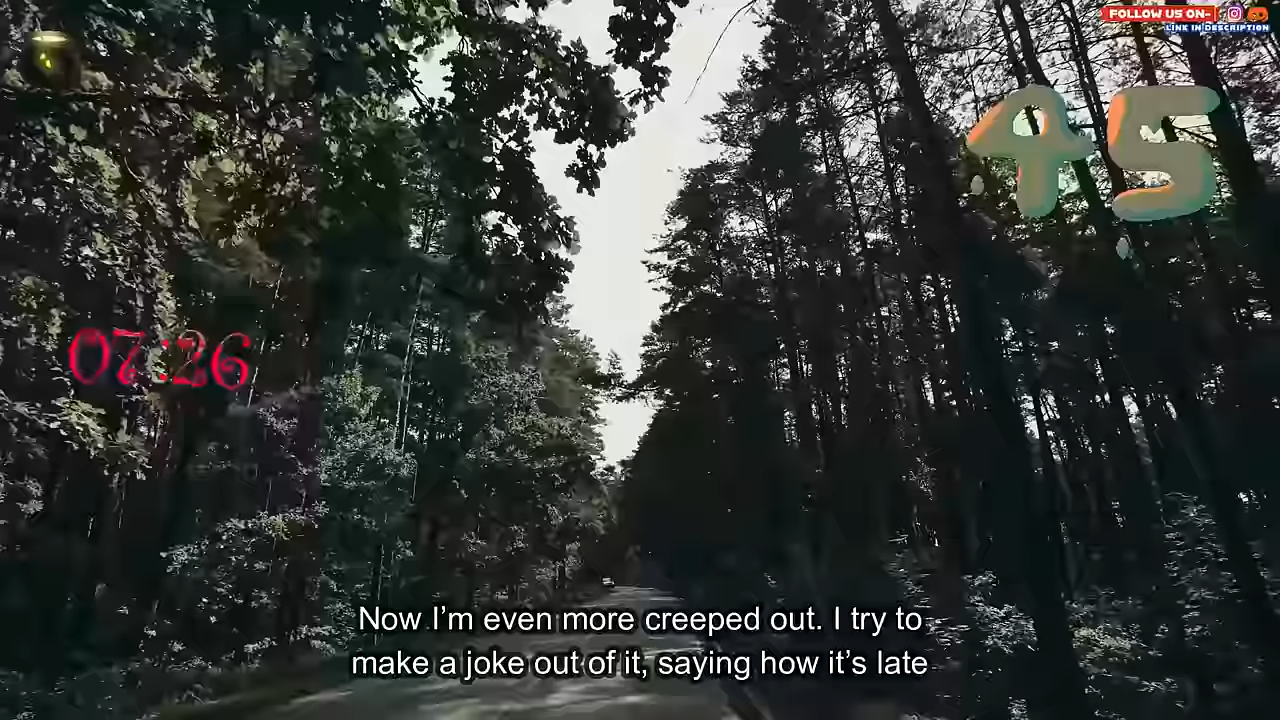 FOLLOW US ON-
LINK IN DESCRIPTION
45
07:26
Now I’m even more creeped out. I try to
make a joke out of it, saying how it’s late